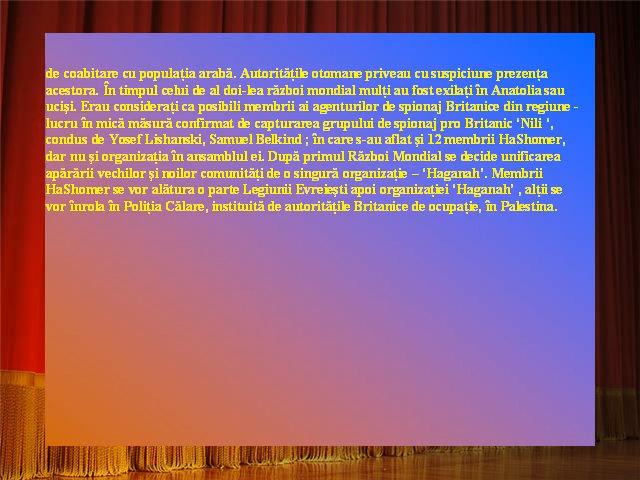 de coabitare cu populația arabă. Autoritățile otomane priveau cu suspiciune prezența
acestora. În timpul celui de al doi-lea război mondial mulți au fost exilați în Anatolia sau
uciși. Erau considerați ca posibili membrii ai agenturilor de spionaj Britanice din regiune -
lucru în mică măsură confirmat de capturarea grupului de spionaj pro Britanic ‘Nili ‘,
condus de Yosef Lishanski, Samuel Belkind ; în care s-au aflat și 12 membrii HaShomer,
dar nu și organizația în ansamblul ei. După primul Război Mondial se decide unificarea
apărării vechilor și noilor comunități de o singură organizație – ‘Haganah’. Membrii
HaShomer se vor alătura o parte Legiunii Evreiești apoi organizației ‘Haganah’ , alții se
vor înrola în Poliția Călare, instituită de autoritățile Britanice de ocupație, în Palestina.